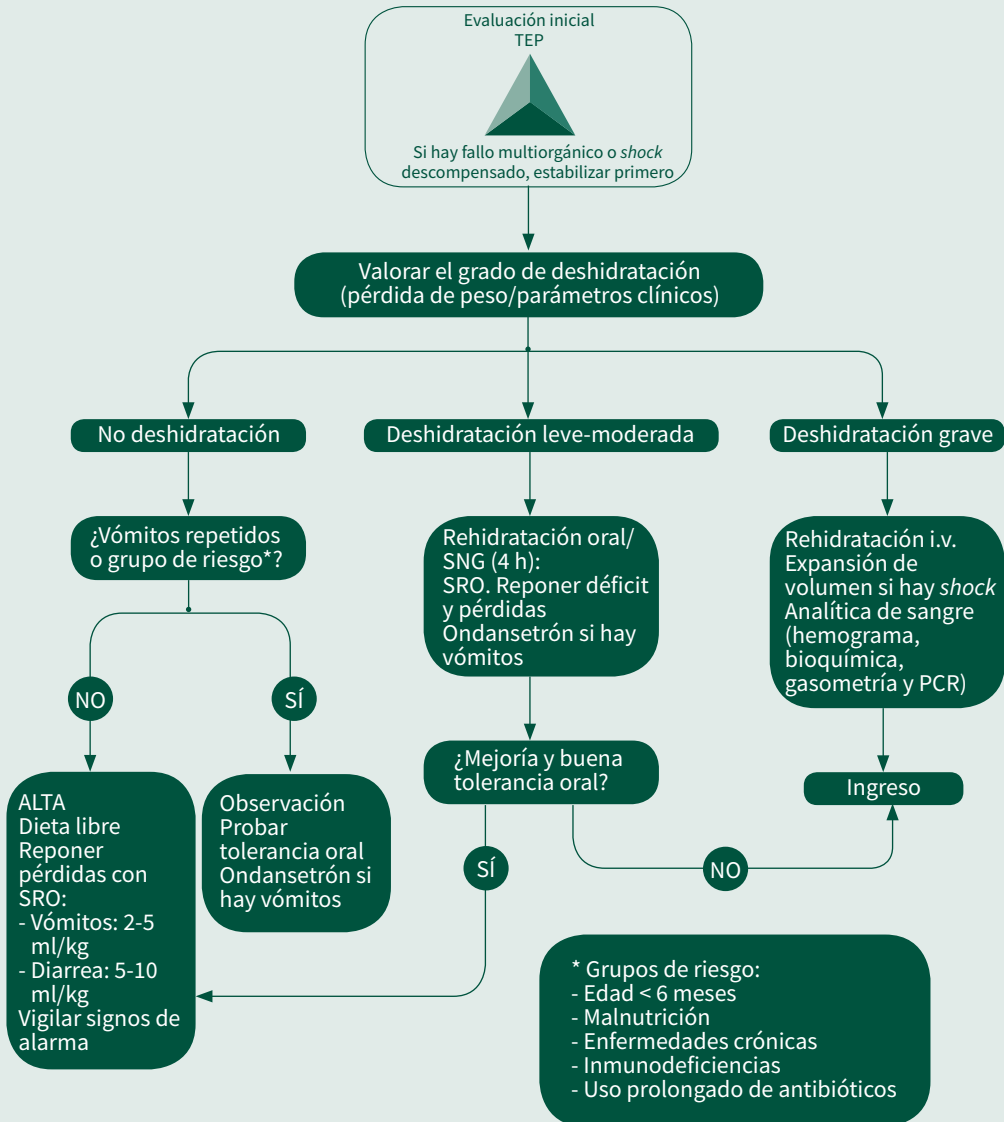 Evaluación inicial
TEP
Si hay fallo multiorgánico o shock
descompensado, estabilizar primero
Valorar el grado de deshidratación
(pérdida de peso/parámetros clínicos)
No deshidratación
Deshidratación leve-moderada
Deshidratación grave
¿Vómitos repetidos
o grupo de riesgo*?
Rehidratación oral/
SNG (4 h):
SRO. Reponer déficit
y pérdidas
Ondansetrón si hay
vómitos
Rehidratación i.v.
Expansión de
volumen si hay shock
Analítica de sangre
(hemograma,
bioquímica,
gasometría y PCR)
NO
SÍ
¿Mejoría y buena
tolerancia oral?
Ingreso
ALTA
Dieta libre
Reponer
pérdidas con
SRO:
- Vómitos: 2-5
ml/kg
- Diarrea: 5-10
ml/kg
Vigilar signos de
alarma
Observación
Probar
tolerancia oral
Ondansetrón si
hay vómitos
SÍ
NO
* Grupos de riesgo:
- Edad < 6 meses
- Malnutrición
- Enfermedades crónicas
- Inmunodeficiencias
- Uso prolongado de antibióticos